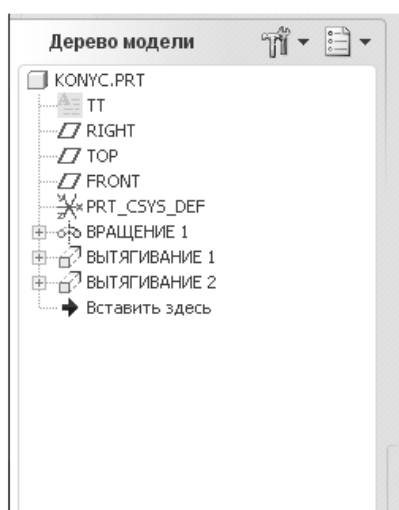 Дерево модели
KONYC.PRT
TT
RIGHT
TOP
FRONT
PRT_CSYS_DEF
ВРАЩЕНИЕ 1
ВЫТЯГИВАНИЕ 1
ВЫТЯГИВАНИЕ 2
Вставить здесь